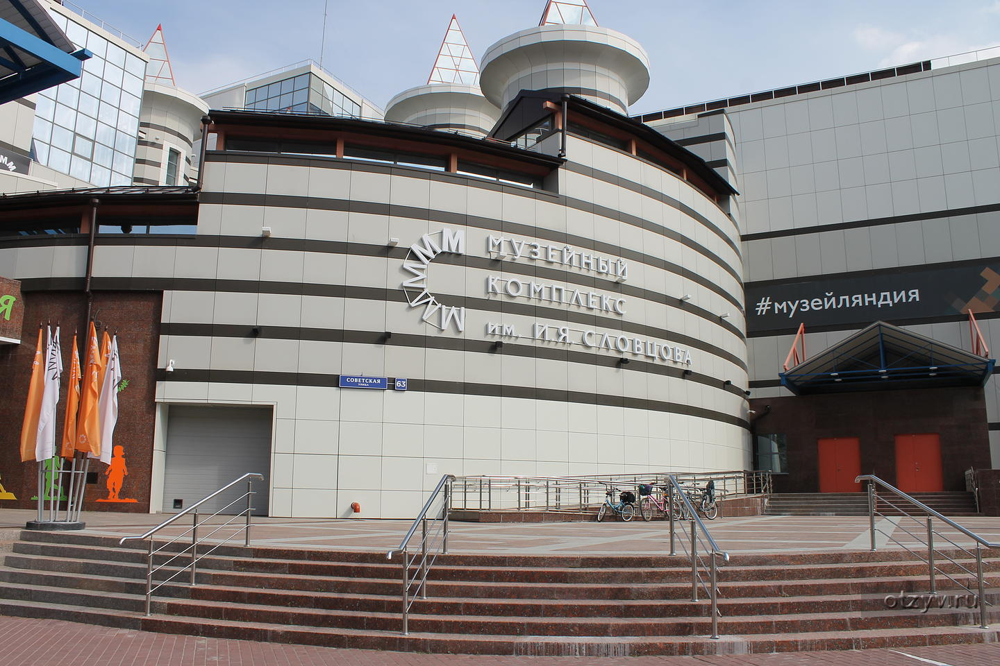 МУЗЕЙНЫЙ
КОМПЛЕКС
им. И.Я. СЛОВЦОВА
#музейляндия
СОВЕТСКАЯ
УЛИЦА
63
otzyv.ru